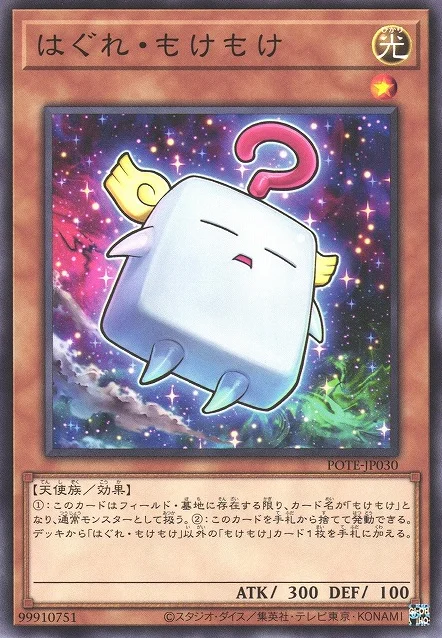 はぐれ・もけもけ
光
POTE-JP030
【天使族/効果】
①:このカードはフィールド・墓地に存在する限り、カード名が「もけもけ」と
なり、通常モンスターとして扱う。②:このカードを手札から捨てて発動できる。
デッキから「はぐれ・もけもけ」以外の「もけもけ」カード1枚を手札に加える。
ATK/ 300 DEF/ 100
99910751
©スタジオ・ダイス/集英社・テレビ東京・KONAMI